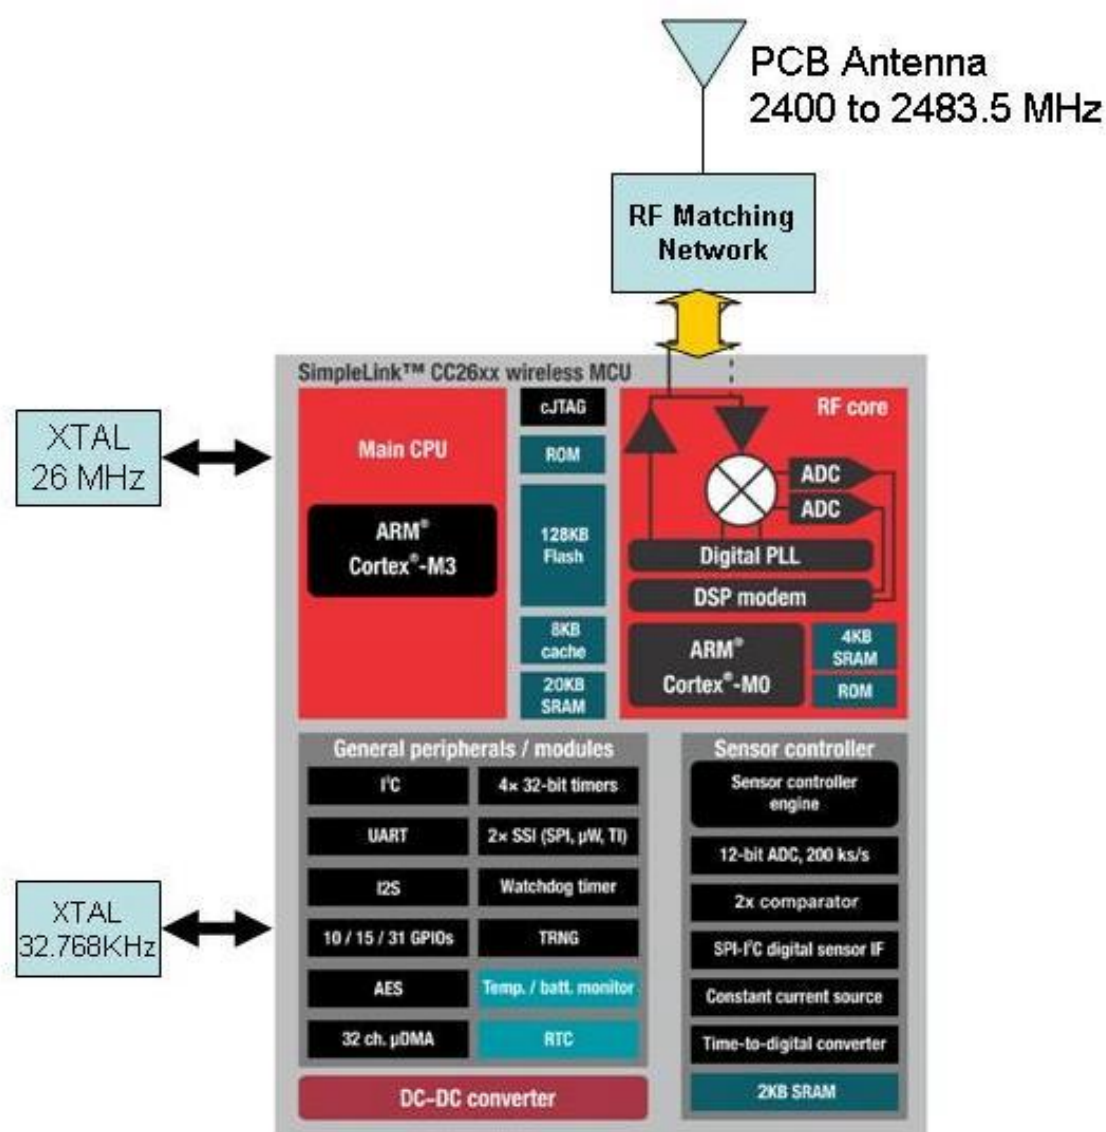 PCB Antenna
2400 to 2483.5 MHz
RF Matching
Network
SimpleLink™ CC26xx wireless MCU
XTAL
26 MHz
Main CPU
ARM®
Cortex®-M3
cJTAG
ROM
128KB
Flash
8KB
cache
20KB
SRAM
RF core
ADC
ADC
Digital PLL
DSP modem
ARM®
Cortex®-M0
4KB
SRAM
ROM
XTAL
32.768KHz
General peripherals / modules
I²C
4× 32-bit timers
UART
2× SSI (SPI, µW, TI)
I2S
Watchdog timer
10 / 15 / 31 GPIOs
TRNG
AES
Temp. / batt. monitor
32 ch. µDMA
RTC
DC-DC converter
Sensor controller
Sensor controller
engine
12-bit ADC, 200 ks/s
2x comparator
SPI-I²C digital sensor IF
Constant current source
Time-to-digital converter
2KB SRAM